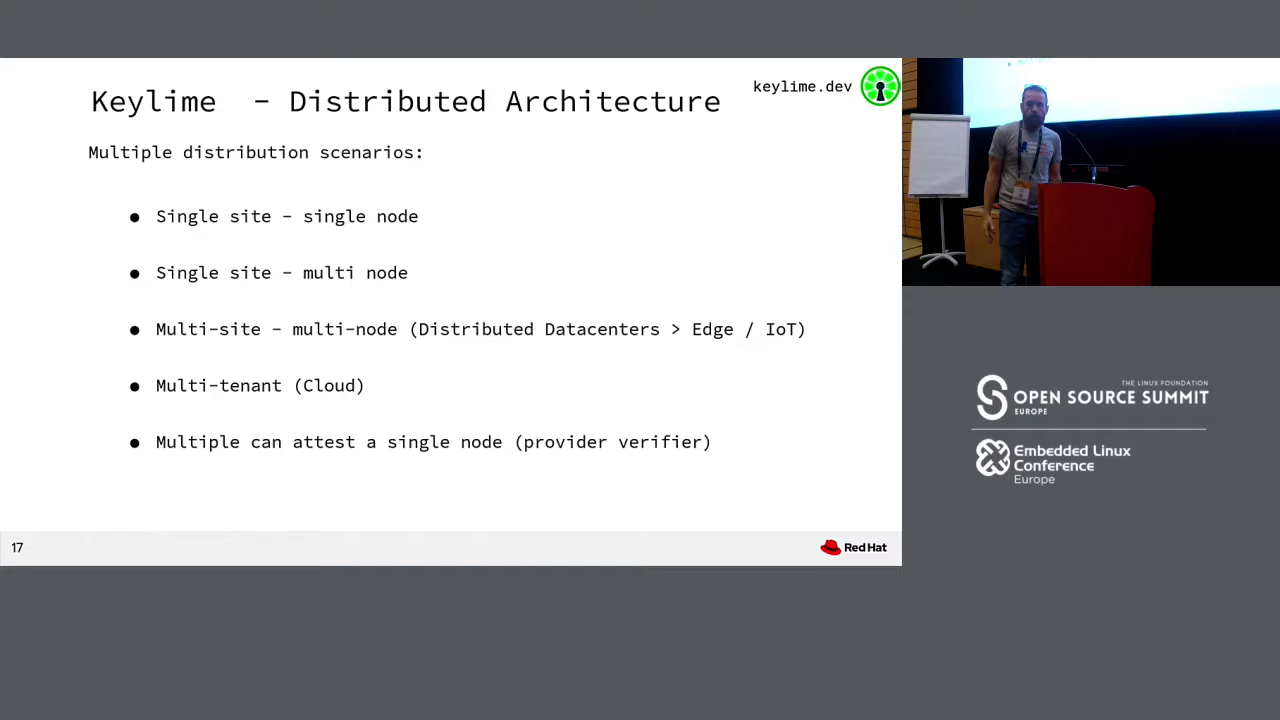 Keylime - Distributed Architecture
keylime.dev
Multiple distribution scenarios:
● Single site - single node
● Single site - multi node
● Multi-site - multi-node (Distributed Datacenters > Edge / IoT)
● Multi-tenant (Cloud)
● Multiple can attest a single node (provider verifier)
17
Red Hat
THE LINUX FOUNDATION
OPEN SOURCE SUMMIT
EUROPE
Embedded Linux
Conference
Europe